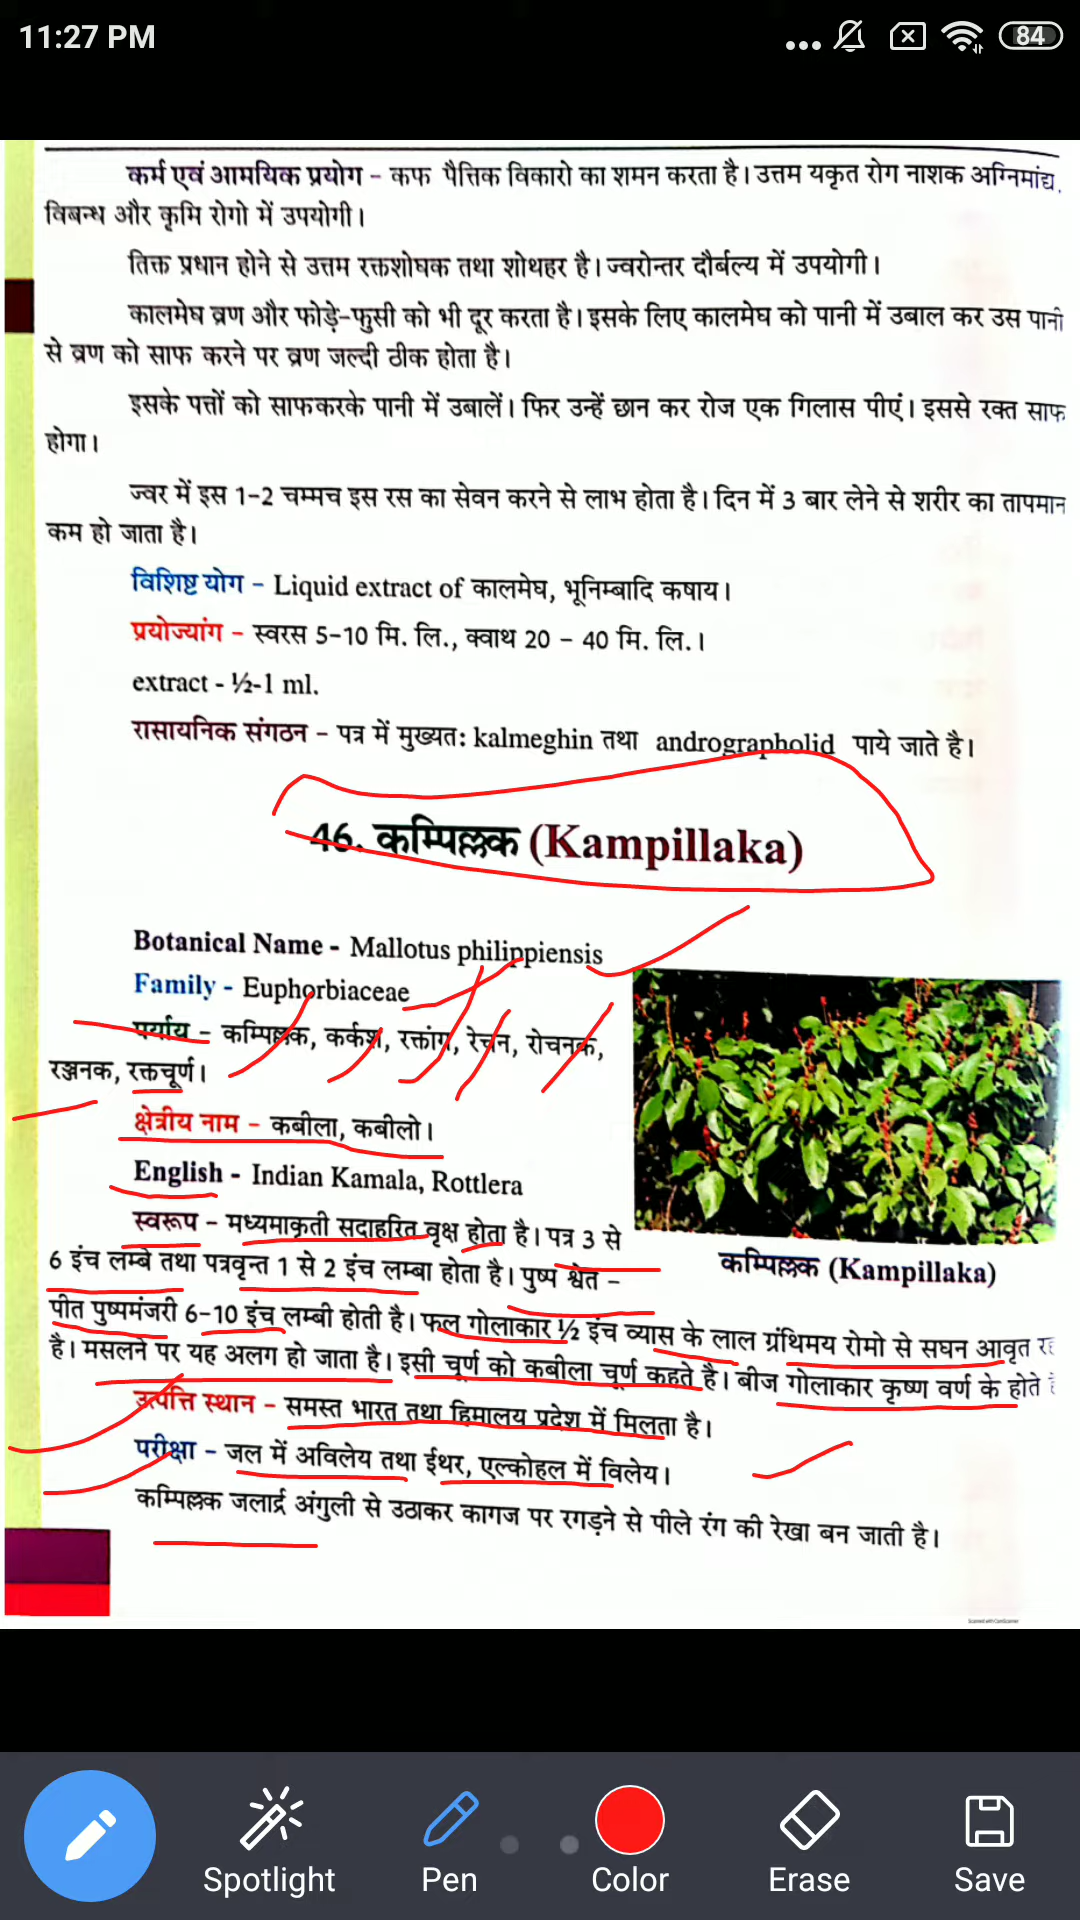 11:27 PM
84
कर्म एवं आमयिक प्रयोग – कफ पैत्तिक विकारो का शमन करता है। उत्तम यकृत रोग नाशक अग्निमांद्य,
विबन्ध और कृमि रोगो में उपयोगी।
तिक्त प्रधान होने से उत्तम रक्तशोधक तथा शोथहर है। ज्वरोन्तर दौर्बल्य में उपयोगी।
कालमेघ व्रण और फोड़े-फुसी को भी दूर करता है। इसके लिए कालमेघ को पानी में उबाल कर उस पानी
से व्रण को साफ करने पर व्रण जल्दी ठीक होता है।
इसके पत्तों को साफकरके पानी में उबालें। फिर उन्हें छान कर रोज एक गिलास पीएं। इससे रक्त साफ
होगा।
ज्वर में इस 1-2 चम्मच इस रस का सेवन करने से लाभ होता है। दिन में 3 बार लेने से शरीर का तापमान
कम हो जाता है।
विशिष्ट योग – Liquid extract of कालमेघ, भूनिम्बादि कषाय।
प्रयोज्यांग – स्वरस 5-10 मि. लि., क्वाथ 20 – 40 मि. लि.।
extract - ½-1 ml.
रासायनिक संगठन – पत्र में मुख्यत: kalmeghin तथा andrographolid पाये जाते है।
46. कम्पिल्लक (Kampillaka)
Botanical Name - Mallotus philippiensis
Family - Euphorbiaceae
पर्याय – कम्पिल्लक, कर्कश, रक्तांग, रेचन, रोचनक,
रञ्जनक, रक्तचूर्ण।
क्षेत्रीय नाम – कबीला, कबीलो।
English - Indian Kamala, Rottlera
स्वरूप – मध्यमाकृती सदाहरित वृक्ष होता है। पत्र 3 से
6 इंच लम्बे तथा पत्रवृन्त 1 से 2 इंच लम्बा होता है। पुष्प श्वेत –
कम्पिल्लक (Kampillaka)
पीत पुष्पमंजरी 6-10 इंच लम्बी होती है। फल गोलाकार ½ इंच व्यास के लाल ग्रंथिमय रोमो से सघन आवृत
है। मसलने पर यह अलग हो जाता है। इसी चूर्ण को कबीला चूर्ण कहते है। बीज गोलाकार कृष्ण वर्ण के होते
उत्पत्ति स्थान – समस्त भारत तथा हिमालय प्रदेश में मिलता है।
परीक्षा – जल में अविलेय तथा ईथर, एल्कोहल में विलेय।
कम्पिल्लक जलार्द्र अंगुली से उठाकर कागज पर रगड़ने से पीले रंग की रेखा बन जाती है।
Scanned with CamScanner
Spotlight
Pen
Color
Erase
Save